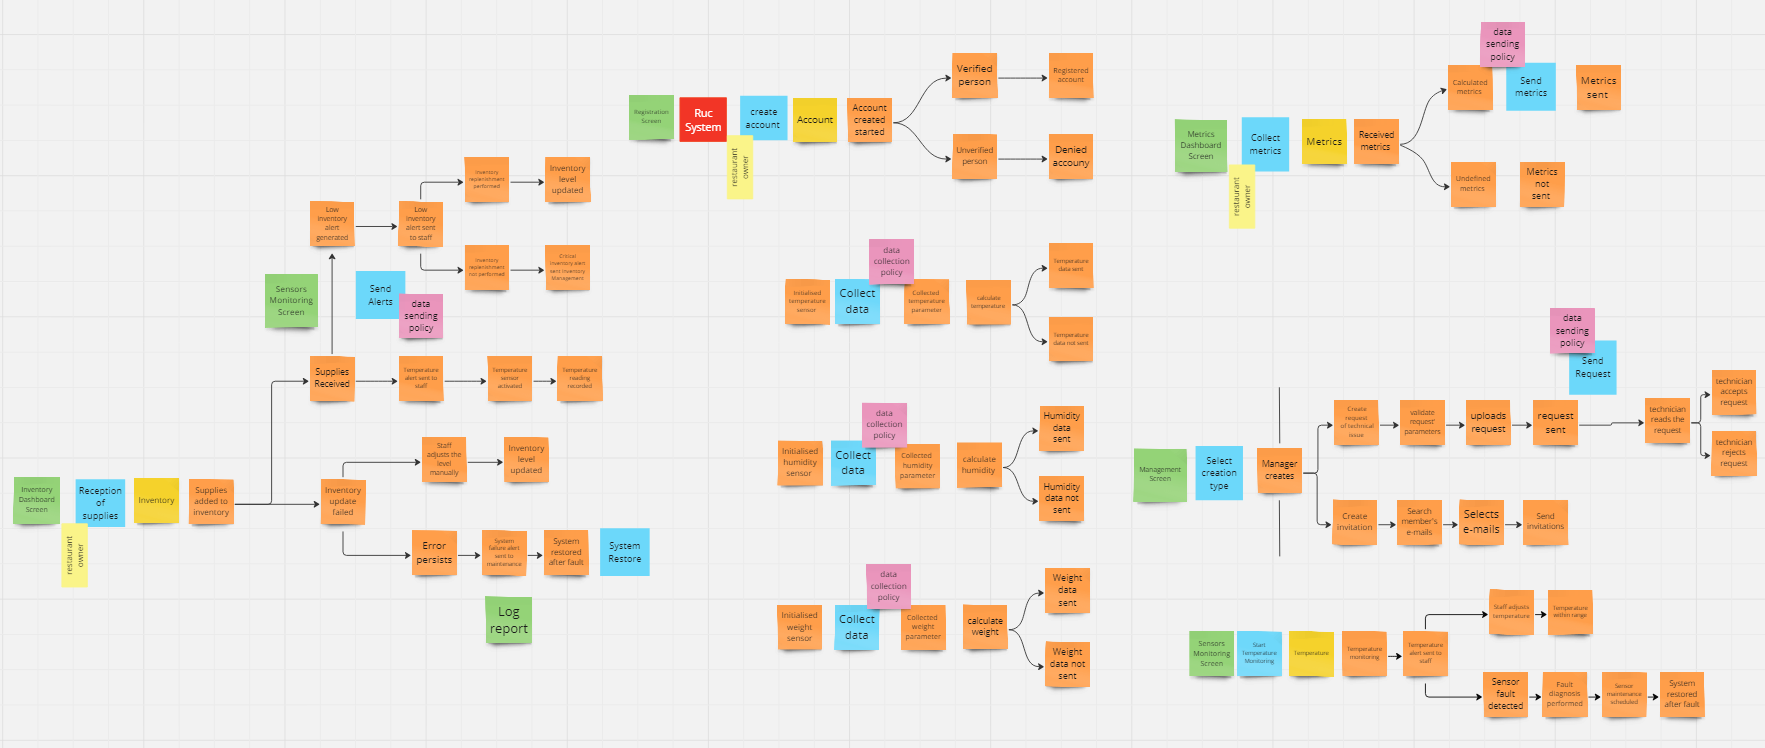 Inventory
Dashboard
Screen
restaurant
owner
Reception
of
supplies
Inventory
Supplies
added to
inventory
Supplies
Received
Temperature
alert sent to
staff
Temperature
sensor
activated
Temperature
reading
recorded
Low
inventory
alert
generated
Low
inventory
alert sent
to staff
Inventory
replenishment
performed
Inventory
level
updated
Inventory
replenishment
not performed
Critical
inventory alert
sent Inventory
Management
Sensors
Monitoring
Screen
Send
Alerts
data
sending
policy
Inventory
update
failed
Staff
adjusts the
level
manually
Inventory
level
updated
Error
persists
System
failure alert
sent to
maintenance
System
restored
after fault
System
Restore
Log
report
Registration
Screen
Ruc
System
restaurant
owner
create
account
Account
Account
created
started
Verified
person
Registered
account
Unverified
person
Denied
accouny
Initialised
temperature
sensor
Collect
data
data
collection
policy
Collected
temperature
parameter
calculate
temperature
Temperature
data sent
Temperature
data not sent
Initialised
humidity
sensor
Collect
data
data
collection
policy
Collected
humidity
parameter
calculate
humidity
Humidity
data
sent
Humidity
data not
sent
Initialised
weight
sensor
Collect
data
data
collection
policy
Collected
weight
parameter
calculate
weight
Weight
data
sent
Weight
data not
sent
Metrics
Dashboard
Screen
restaurant
owner
Collect
metrics
Metrics
Received
metrics
Calculated
metrics
data
sending
policy
Send
metrics
Metrics
sent
Undefined
metrics
Metrics
not
sent
Management
Screen
Select
creation
type
Manager
creates
Create
request
of technical
issue
validate
request'
parameters
uploads
request
request
sent
data
sending
policy
Send
Request
technician
reads the
request
technician
accepts
request
technician
rejects
request
Create
invitation
Search
member's
e-mails
Selects
e-mails
Send
invitations
Sensors
Monitoring
Screen
Start
Temperature
Monitoring
Temperature
Temperature
monitoring
Temperature
alert sent to
staff
Staff adjusts
temperature
Temperature
within range
Sensor
fault
detected
Fault
diagnosis
performed
Sensor
maintenance
scheduled
System
restored
after fault